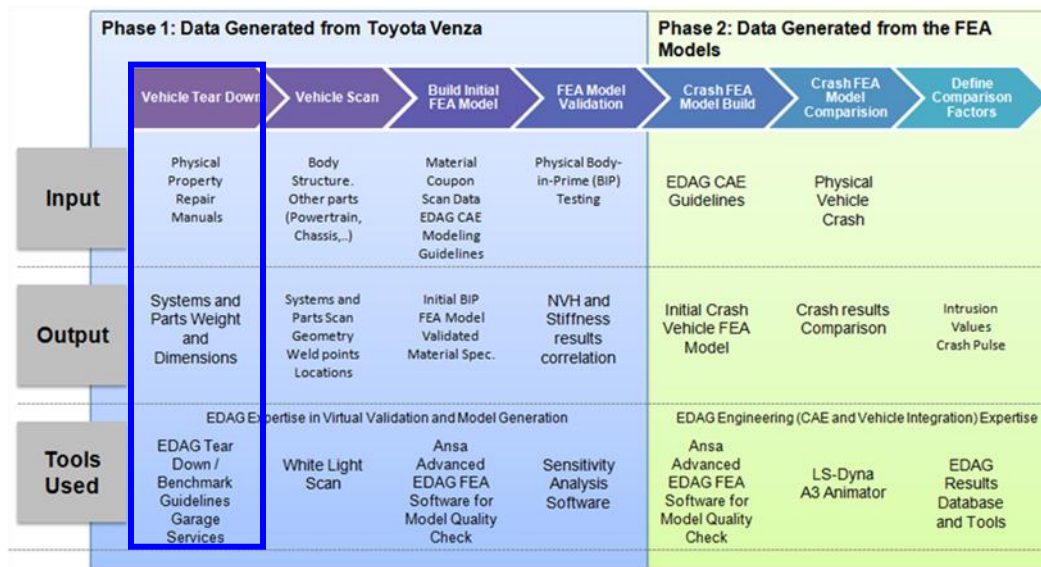 Phase 1: Data Generated from Toyota Venza
Phase 2: Data Generated from the FEA
Models
Vehicle Tear Down
Vehicle Scan
Build Initial
FEA Model
FEA Model
Validation
Crash FEA
Model Build
Crash FEA
Model
Comparision
Define
Comparison
Factors
Input
Physical
Property
Repair
Manuals
Body
Structure.
Other parts
(Powertrain,
Chassis,..)
Material
Coupon
Scan Data
EDAG CAE
Modeling
Guidelines
Physical Body-
in-Prime (BIP)
Testing
EDAG CAE
Guidelines
Physical
Vehicle
Crash
Output
Systems and
Parts Weight
and
Dimensions
Systems and
Parts Scan
Geometry
Weld points
Locations
Initial BIP
FEA Model
Validated
Material Spec.
NVH and
Stiffness
results
correlation
Initial Crash
Vehicle FEA
Model
Crash results
Comparison
Intrusion
Values
Crash Pulse
EDAG Expertise in Virtual Validation and Model Generation
EDAG Engineering (CAE and Vehicle Integration) Expertise
Tools
Used
EDAG Tear
Down /
Benchmark
Guidelines
Garage
Services
White Light
Scan
Ansa
Advanced
EDAG FEA
Software for
Model Quality
Check
Sensitivity
Analysis
Software
Ansa
Advanced
EDAG FEA
Software for
Model Quality
Check
LS-Dyna
A3 Animator
EDAG
Results
Database
and Tools